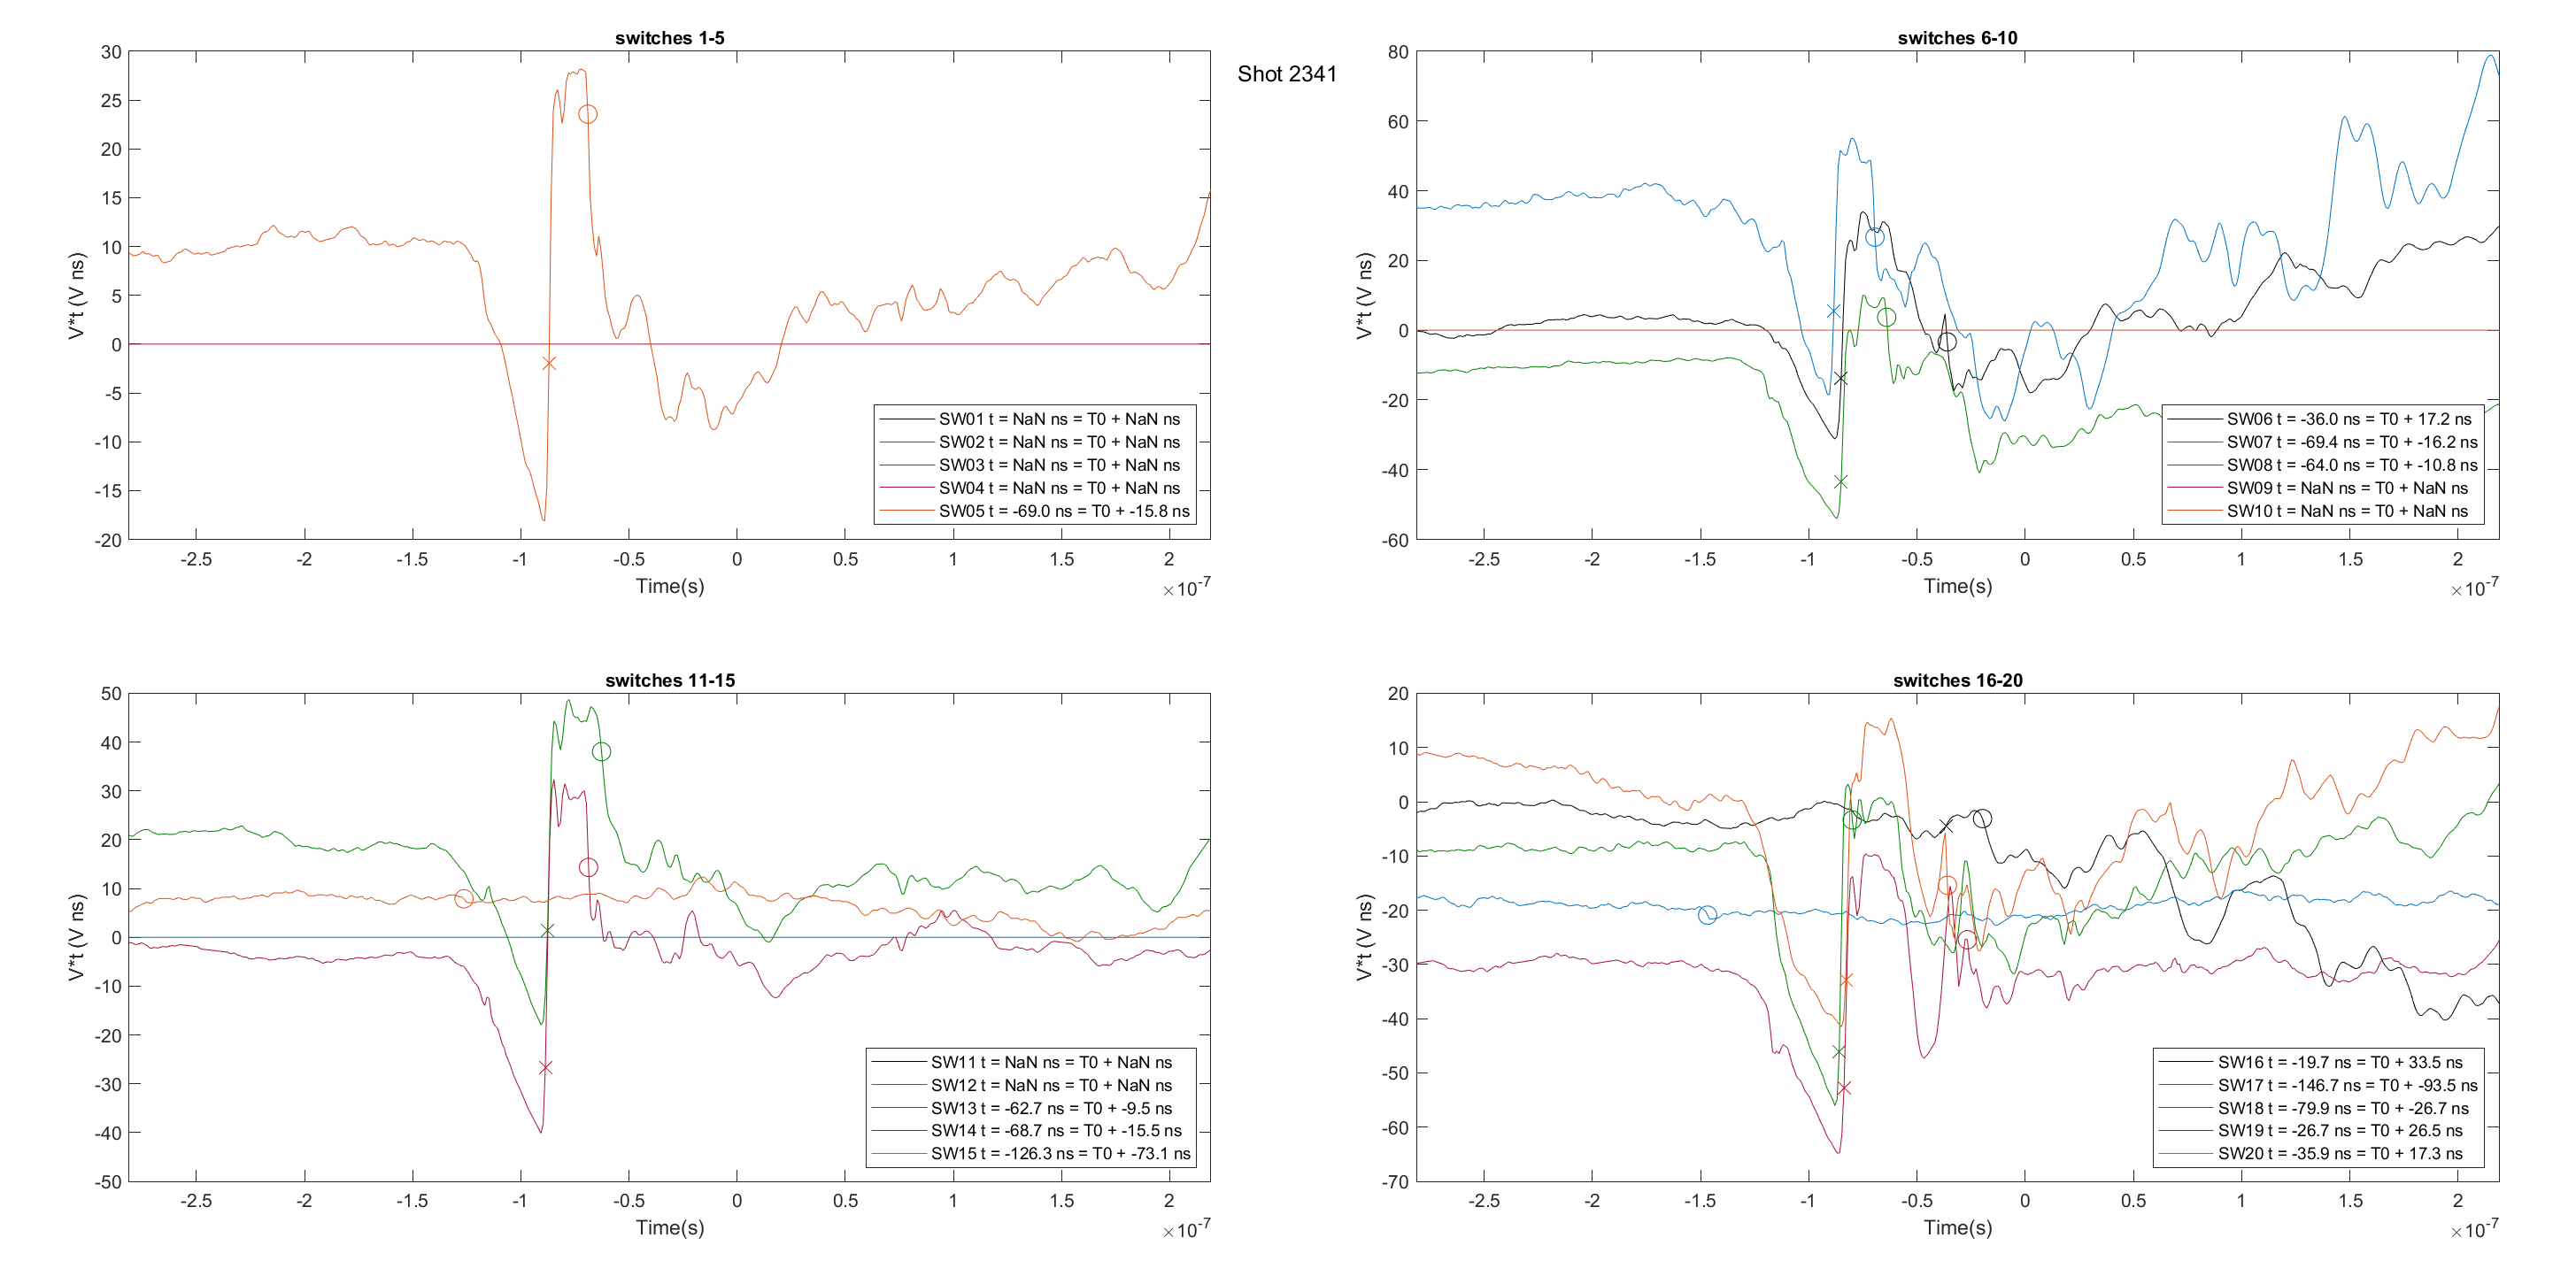 Shot 2341
switches 1-5
30
25
20
15
10
5
0
-5
-10
-15
-20
V*t (V ns)
-2.5 -2 -1.5 -1 -0.5 0 0.5 1 1.5 2
Time(s)
×10-7
SW01 t = NaN ns = T0 + NaN ns
SW02 t = NaN ns = T0 + NaN ns
SW03 t = NaN ns = T0 + NaN ns
SW04 t = NaN ns = T0 + NaN ns
SW05 t = -69.0 ns = T0 + -15.8 ns
switches 6-10
80
60
40
20
0
-20
-40
-60
V*t (V ns)
-2.5 -2 -1.5 -1 -0.5 0 0.5 1 1.5 2
Time(s)
×10-7
SW06 t = -36.0 ns = T0 + 17.2 ns
SW07 t = -69.4 ns = T0 + -16.2 ns
SW08 t = -64.0 ns = T0 + -10.8 ns
SW09 t = NaN ns = T0 + NaN ns
SW10 t = NaN ns = T0 + NaN ns
switches 11-15
50
40
30
20
10
0
-10
-20
-30
-40
-50
V*t (V ns)
-2.5 -2 -1.5 -1 -0.5 0 0.5 1 1.5 2
Time(s)
×10-7
SW11 t = NaN ns = T0 + NaN ns
SW12 t = NaN ns = T0 + NaN ns
SW13 t = -62.7 ns = T0 + -9.5 ns
SW14 t = -68.7 ns = T0 + -15.5 ns
SW15 t = -126.3 ns = T0 + -73.1 ns
switches 16-20
20
10
0
-10
-20
-30
-40
-50
-60
-70
V*t (V ns)
-2.5 -2 -1.5 -1 -0.5 0 0.5 1 1.5 2
Time(s)
×10-7
SW16 t = -19.7 ns = T0 + 33.5 ns
SW17 t = -146.7 ns = T0 + -93.5 ns
SW18 t = -79.9 ns = T0 + -26.7 ns
SW19 t = -26.7 ns = T0 + 26.5 ns
SW20 t = -35.9 ns = T0 + 17.3 ns